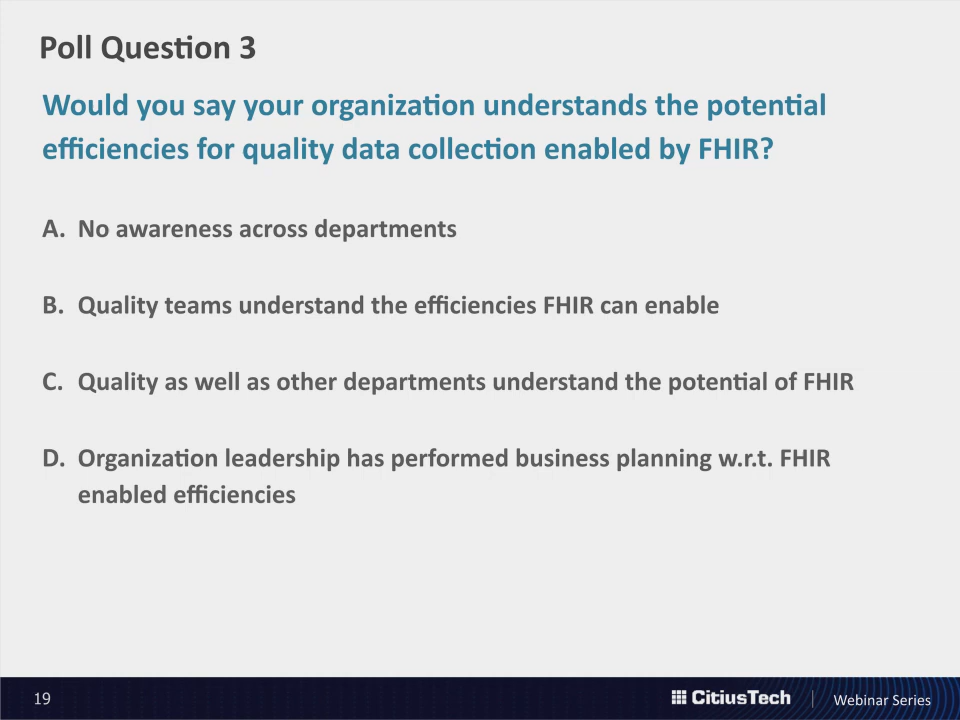 Poll Question 3
Would you say your organization understands the potential
efficiencies for quality data collection enabled by FHIR?
A. No awareness across departments
B. Quality teams understand the efficiencies FHIR can enable
C. Quality as well as other departments understand the potential of FHIR
D. Organization leadership has performed business planning w.r.t. FHIR
enabled efficiencies
19
CitiusTech
Webinar Series